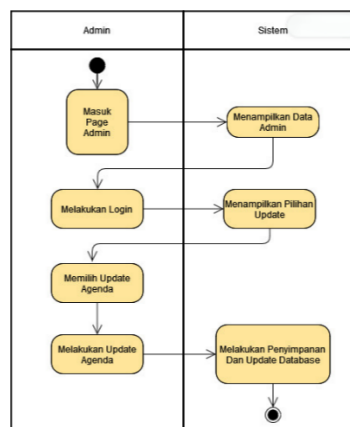 Admin
Sistem
Masuk
Page
Admin
Menampilkan Data
Admin
Melakukan Login
Menampilkan Pilihan
Update
Memilih Update
Agenda
Melakukan Update
Agenda
Melakukan Penyimpanan
Dan Update Database